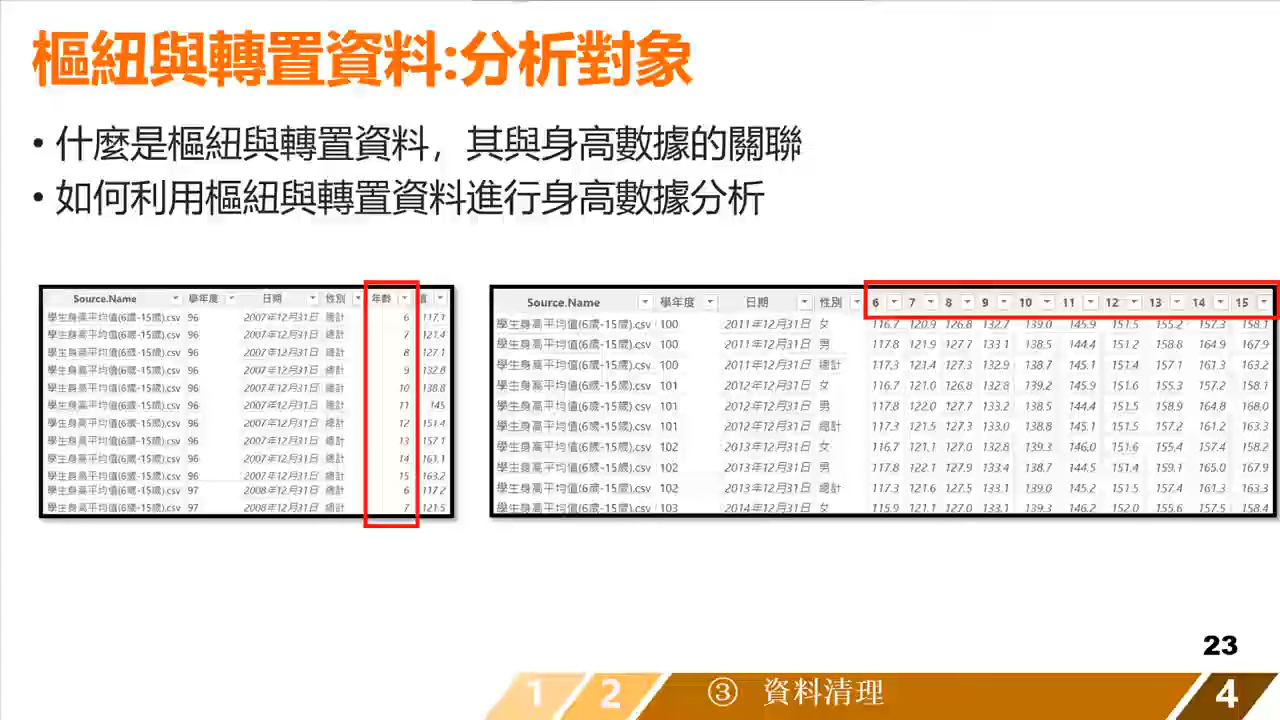 樞紐與轉置資料:分析對象
• 什麼是樞紐與轉置資料，其與身高數據的關聯
• 如何利用樞紐與轉置資料進行身高數據分析
Source.Name 學年度 日期 性別 年齡 值
學生身高平均值(6歲-15歲).csv 96 2007年12月31日 總計 6 117.1
學生身高平均值(6歲-15歲).csv 96 2007年12月31日 總計 7 121.4
學生身高平均值(6歲-15歲).csv 96 2007年12月31日 總計 8 127.1
學生身高平均值(6歲-15歲).csv 96 2007年12月31日 總計 9 132.8
學生身高平均值(6歲-15歲).csv 96 2007年12月31日 總計 10 138.8
學生身高平均值(6歲-15歲).csv 96 2007年12月31日 總計 11 145
學生身高平均值(6歲-15歲).csv 96 2007年12月31日 總計 12 151.4
學生身高平均值(6歲-15歲).csv 96 2007年12月31日 總計 13 157.1
學生身高平均值(6歲-15歲).csv 96 2007年12月31日 總計 14 163.1
學生身高平均值(6歲-15歲).csv 96 2007年12月31日 總計 15 163.2
學生身高平均值(6歲-15歲).csv 97 2008年12月31日 總計 6 117.2
學生身高平均值(6歲-15歲).csv 97 2008年12月31日 總計 7 121.5
Source.Name 學年度 日期 性別 6 7 8 9 10 11 12 13 14 15
學生身高平均值(6歲-15歲).csv 100 2011年12月31日 女 116.7 120.9 126.8 132.7 139.0 145.9 151.5 155.2 157.3 158.1
學生身高平均值(6歲-15歲).csv 100 2011年12月31日 男 117.8 121.9 127.7 133.1 138.5 144.4 151.2 158.8 164.9 167.9
學生身高平均值(6歲-15歲).csv 100 2011年12月31日 總計 117.3 121.4 127.3 132.9 138.7 145.1 151.4 157.1 161.3 163.2
學生身高平均值(6歲-15歲).csv 101 2012年12月31日 女 116.7 121.0 126.8 132.8 139.2 145.9 151.6 155.3 157.2 158.1
學生身高平均值(6歲-15歲).csv 101 2012年12月31日 男 117.8 122.0 127.7 133.2 138.5 144.4 151.5 158.9 164.8 168.0
學生身高平均值(6歲-15歲).csv 101 2012年12月31日 總計 117.3 121.5 127.3 133.0 138.8 145.1 151.5 157.2 161.2 163.3
學生身高平均值(6歲-15歲).csv 102 2013年12月31日 女 116.7 121.1 127.0 132.8 139.3 146.0 151.6 155.4 157.4 158.2
學生身高平均值(6歲-15歲).csv 102 2013年12月31日 男 117.8 122.1 127.9 133.4 138.7 144.5 151.4 159.1 165.0 167.9
學生身高平均值(6歲-15歲).csv 102 2013年12月31日 總計 117.3 121.6 127.5 133.1 139.0 145.2 151.5 157.4 161.3 163.3
學生身高平均值(6歲-15歲).csv 103 2014年12月31日 女 115.9 121.1 127.0 133.1 139.3 146.2 152.0 155.6 157.5 158.4
23
1 2 ③ 資料清理 4